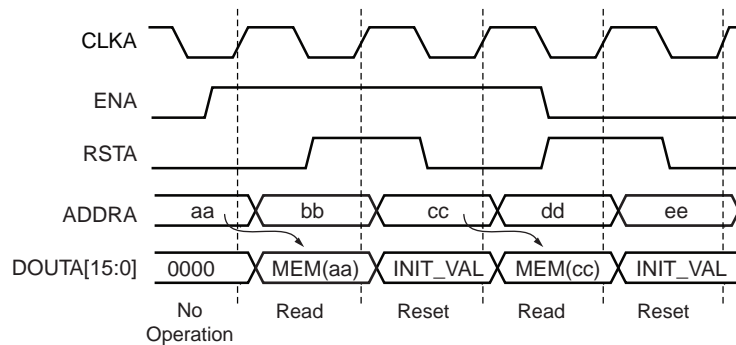 CLKA
ENA
RSTA
ADDRA aa bb cc dd ee
DOUTA[15:0] 0000 MEM(aa) INIT_VAL MEM(cc) INIT_VAL
No Operation Read Reset Read Reset